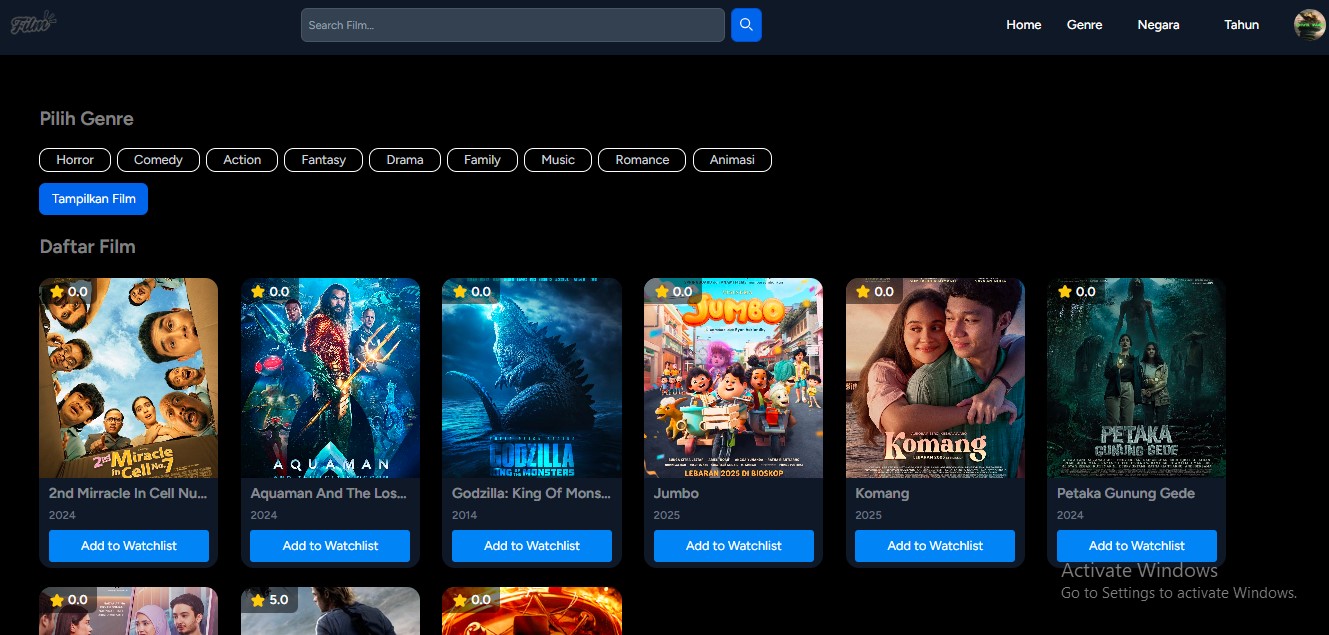 Film
Search Film...
Home Genre Negara Tahun
Pilih Genre
Horror Comedy Action Fantasy Drama Family Music Romance Animasi
Tampilkan Film
Daftar Film
0.0 0.0 0.0 0.0 0.0 0.0
2nd Miracle in Cell No.7
AQUAMAN
GODZILLA
KING OF THE MONSTERS
JUMBO
LEBARAN 2025 DI BIOSKOP
Komang
LEBARAN 2025
PETAKA
GUNUNG GEDE
2nd Mirracle In Cell Nu... Aquaman And The Los... Godzilla: King Of Mons... Jumbo Komang Petaka Gunung Gede
2024 2024 2014 2025 2025 2024
Add to Watchlist Add to Watchlist Add to Watchlist Add to Watchlist Add to Watchlist Add to Watchlist
Activate Windows
Go to Settings to activate Windows.
0.0 5.0 0.0